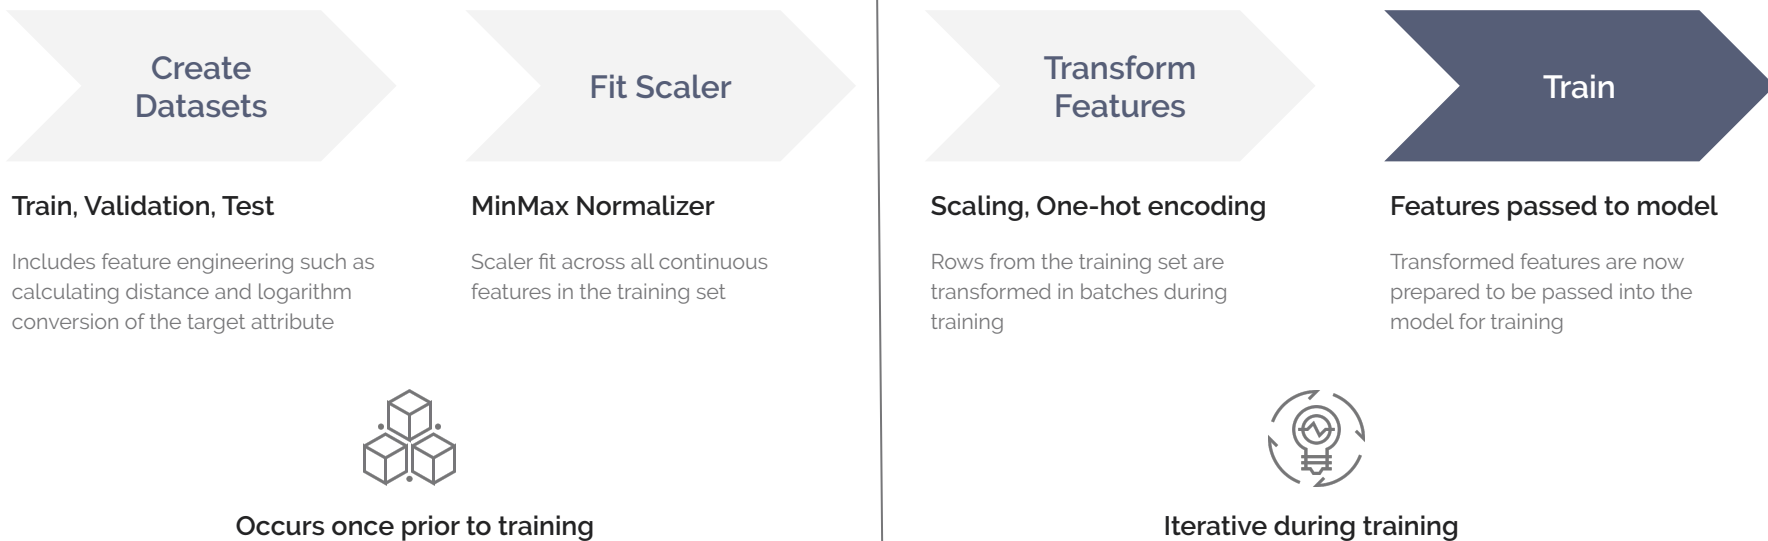 Create
Datasets
Fit Scaler
Transform
Features
Train
Train, Validation, Test
Includes feature engineering such as
calculating distance and logarithm
conversion of the target attribute
MinMax Normalizer
Scaler fit across all continuous
features in the training set
Scaling, One-hot encoding
Rows from the training set are
transformed in batches during
training
Features passed to model
Transformed features are now
prepared to be passed into the
model for training
Occurs once prior to training
Iterative during training